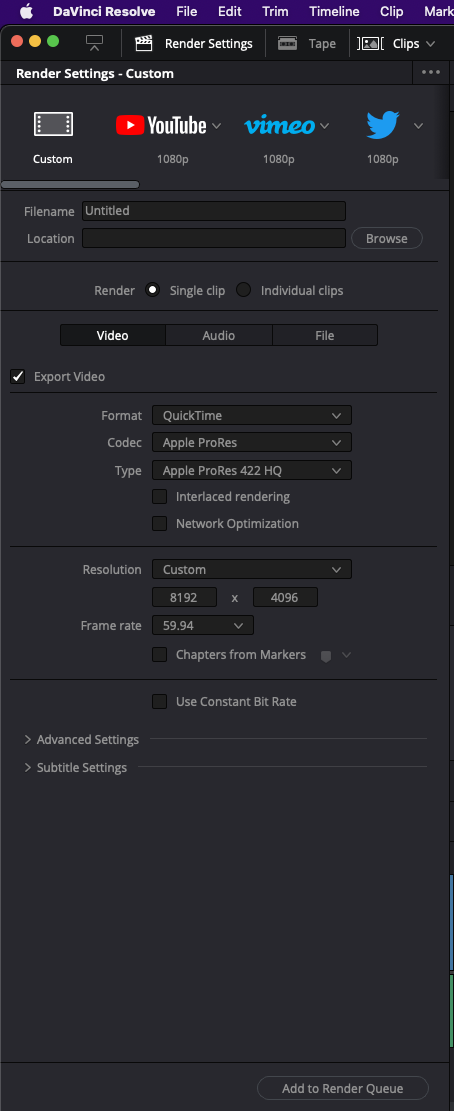 DaVinci Resolve File Edit Trim Timeline Clip Mark
Render Settings Tape Clips
Render Settings - Custom
YouTube vimeo
Custom 1080p 1080p 1080p
Filename Untitled
Location Browse
Render Single clip Individual clips
Video Audio File
Export Video
Format QuickTime
Codec Apple ProRes
Type Apple ProRes 422 HQ
Interlaced rendering
Network Optimization
Resolution Custom
8192 x 4096
Frame rate 59.94
Chapters from Markers
Use Constant Bit Rate
Advanced Settings
Subtitle Settings
Add to Render Queue